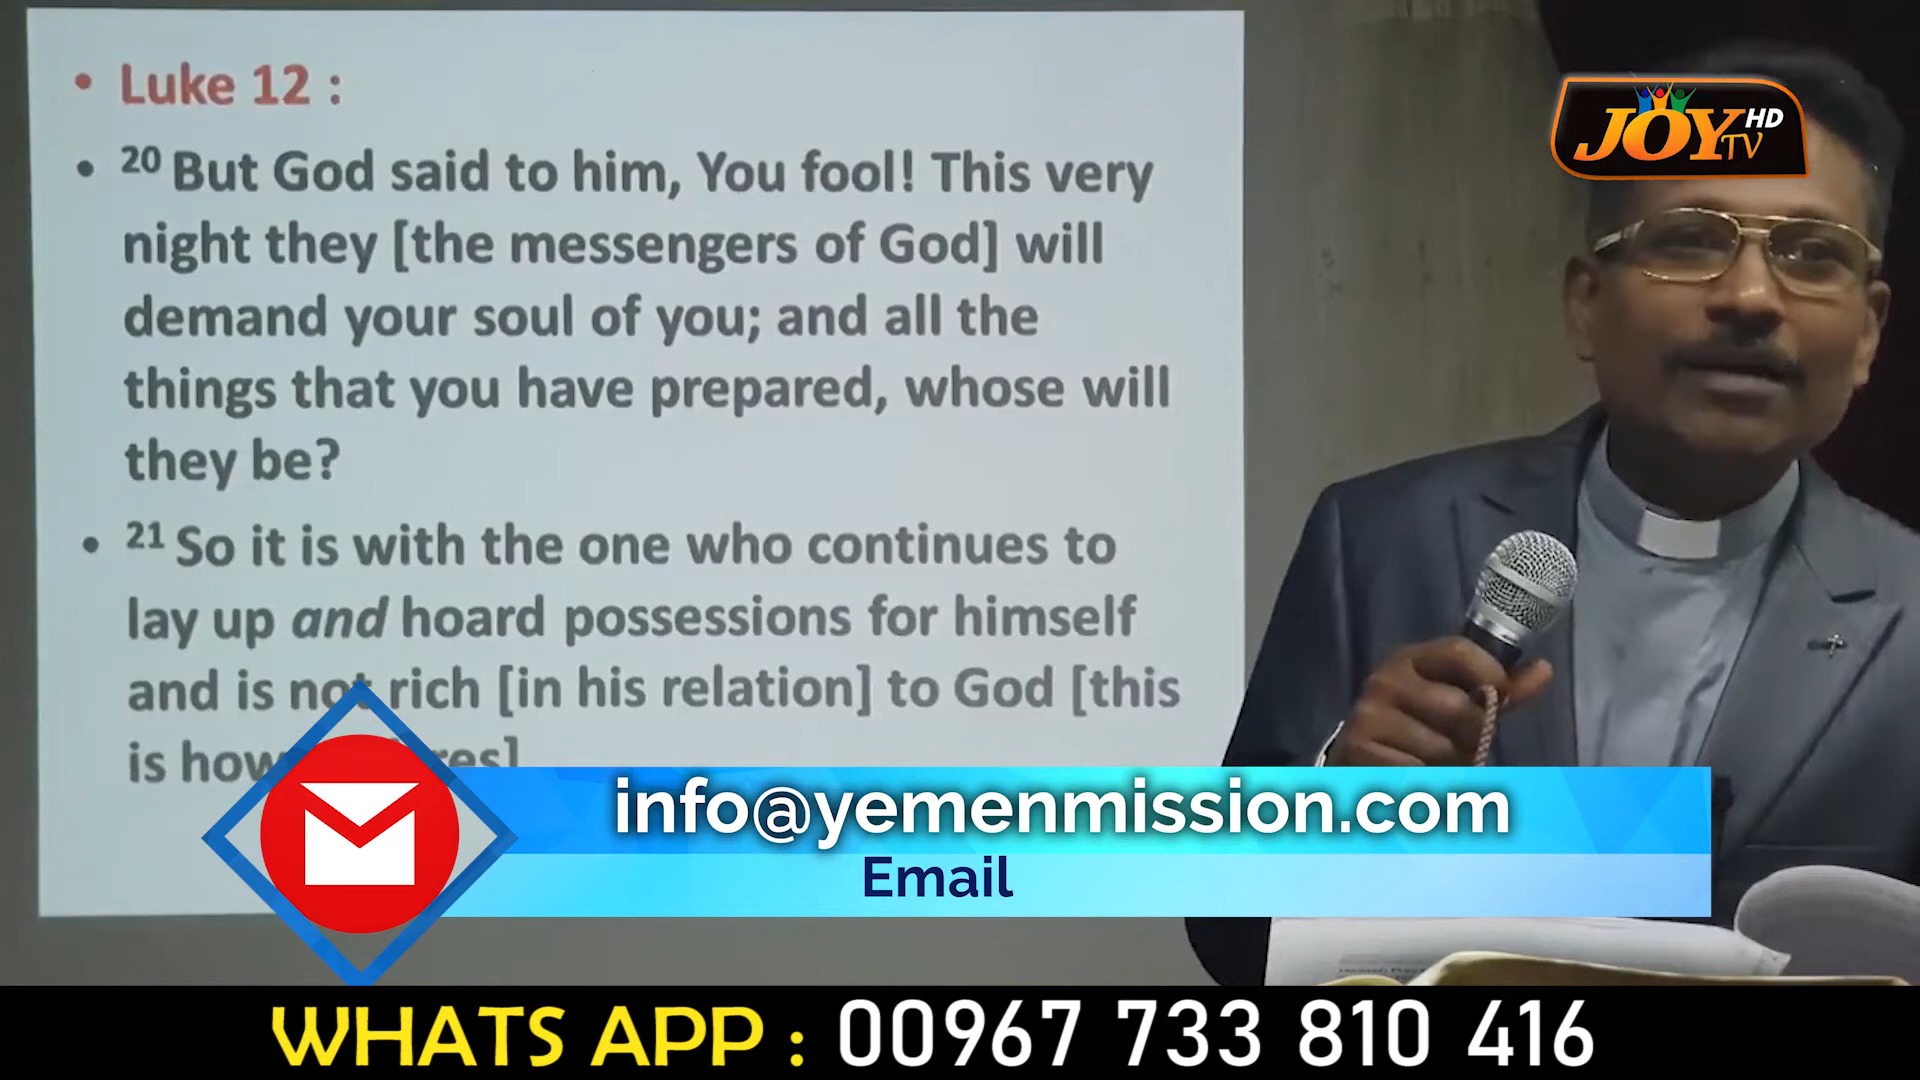 Luke 12 :
20 But God said to him, You fool! This very
night they [the messengers of God] will
demand your soul of you; and all the
things that you have prepared, whose will
they be?
21 So it is with the one who continues to
lay up and hoard possessions for himself
and is not rich [in his relation] to God [this
is how
JOY TV HD
info@yemenmission.com
Email
WHATS APP : 00967 733 810 416